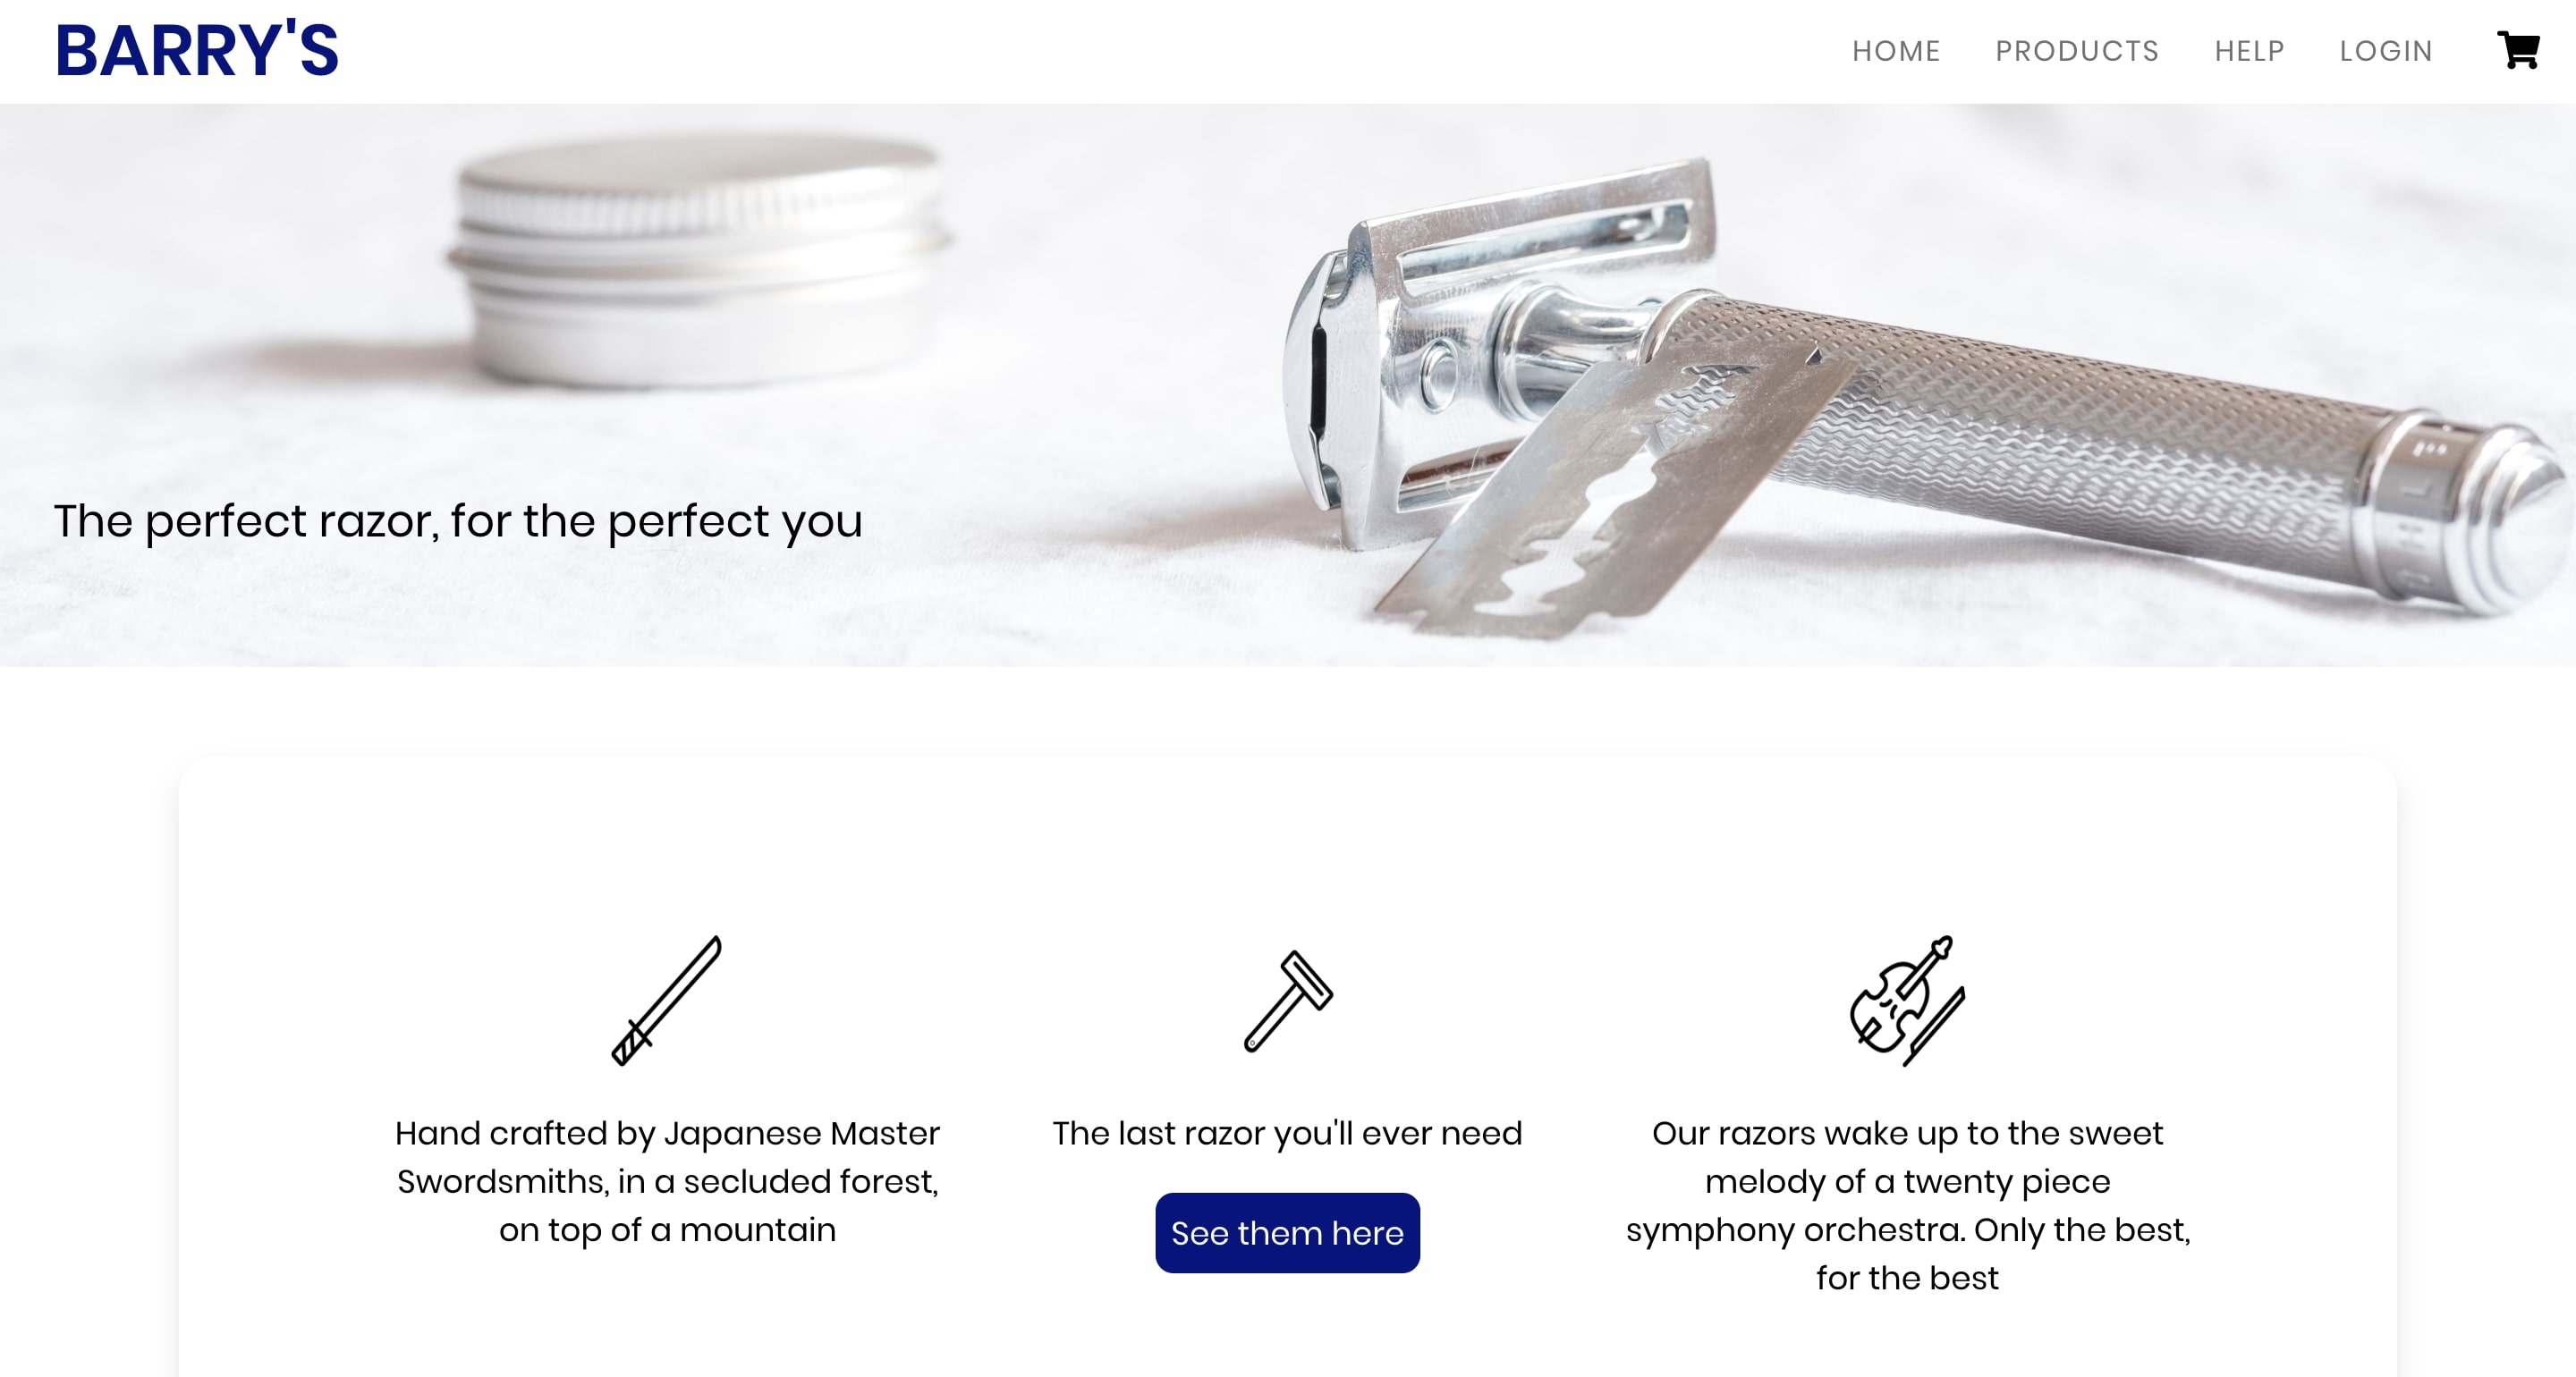 BARRY'S
HOME PRODUCTS HELP LOGIN
The perfect razor, for the perfect you
Hand crafted by Japanese Master
Swordsmiths, in a secluded forest,
on top of a mountain
The last razor you'll ever need
See them here
Our razors wake up to the sweet
melody of a twenty piece
symphony orchestra. Only the best,
for the best